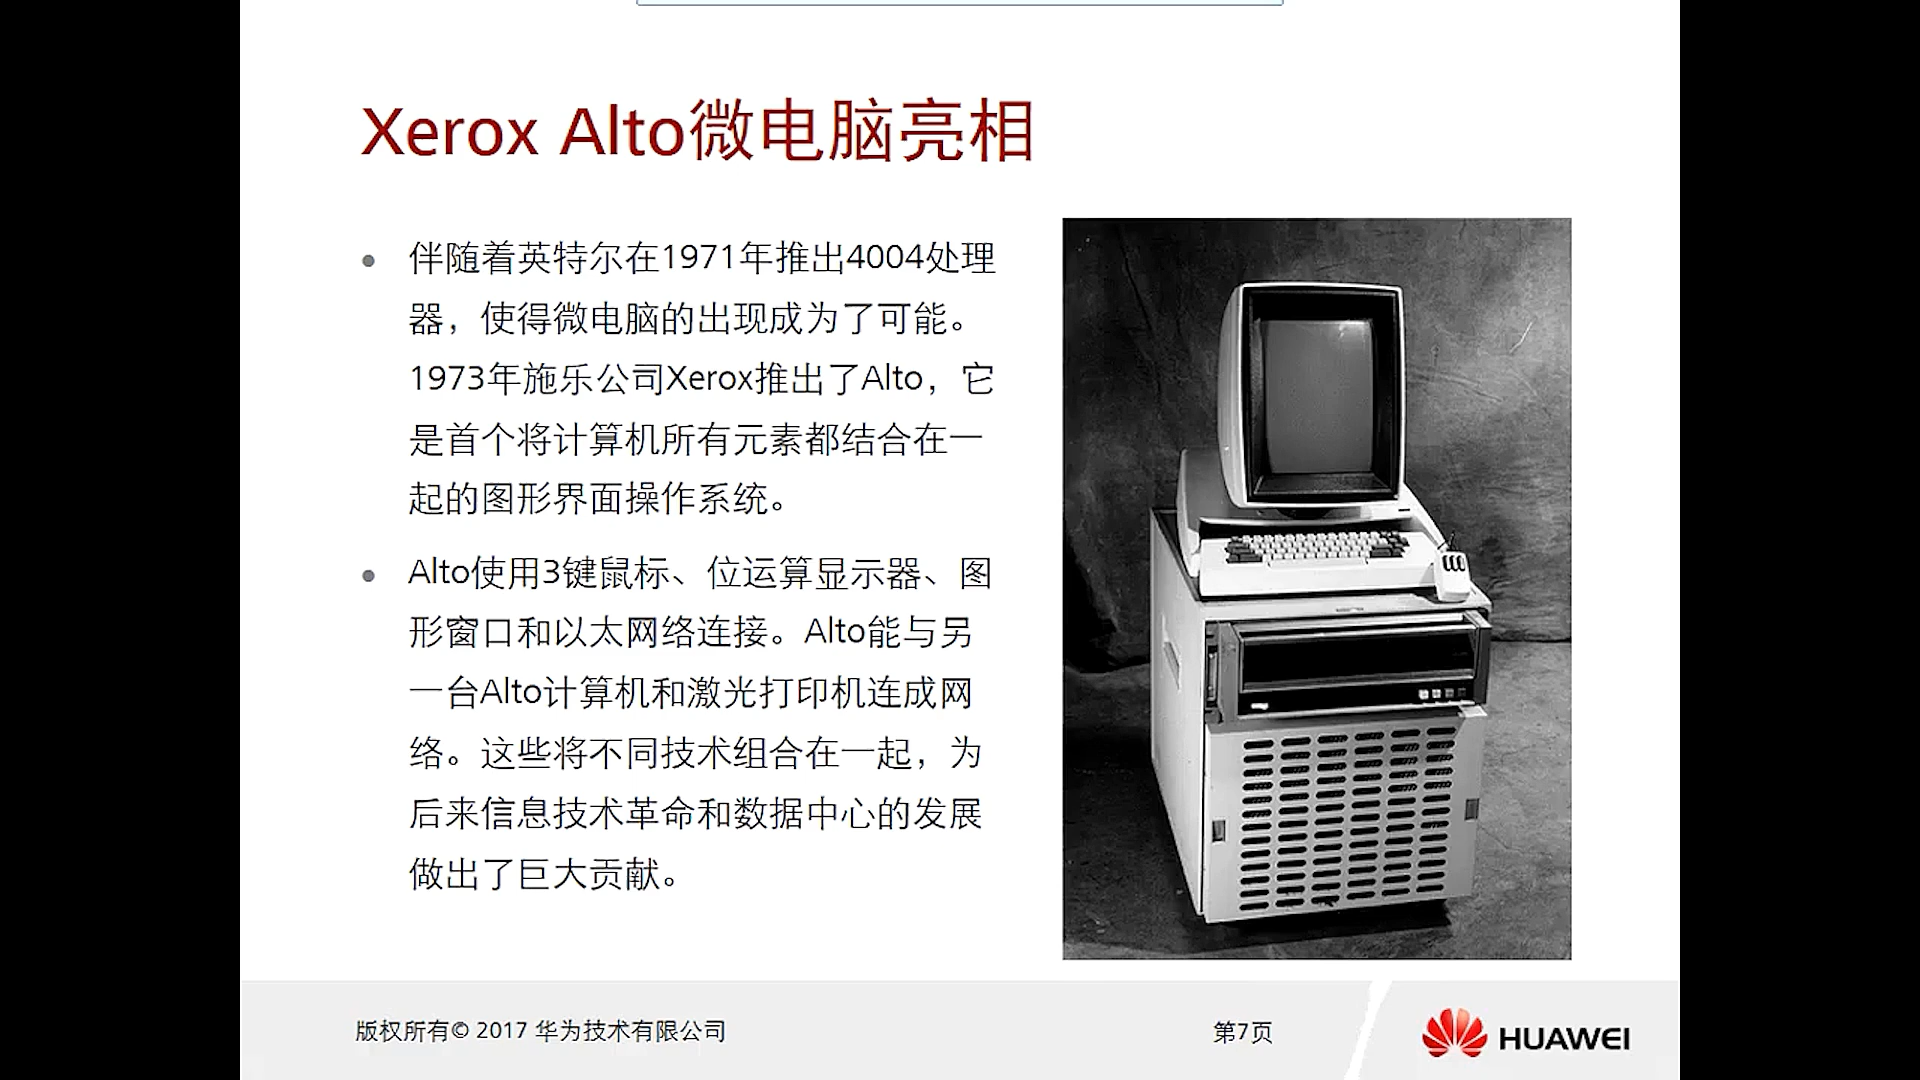 Xerox Alto微电脑亮相
• 伴随着英特尔在1971年推出4004处理
器，使得微电脑的出现成为了可能。
1973年施乐公司Xerox推出了Alto，它
是首个将计算机所有元素都结合在一
起的图形界面操作系统。
• Alto使用3键鼠标、位运算显示器、图
形窗口和以太网络连接。Alto能与另
一台Alto计算机和激光打印机连成网
络。这些将不同技术组合在一起，为
后来信息技术革命和数据中心的发展
做出了巨大贡献。
版权所有© 2017 华为技术有限公司
第7页
HUAWEI